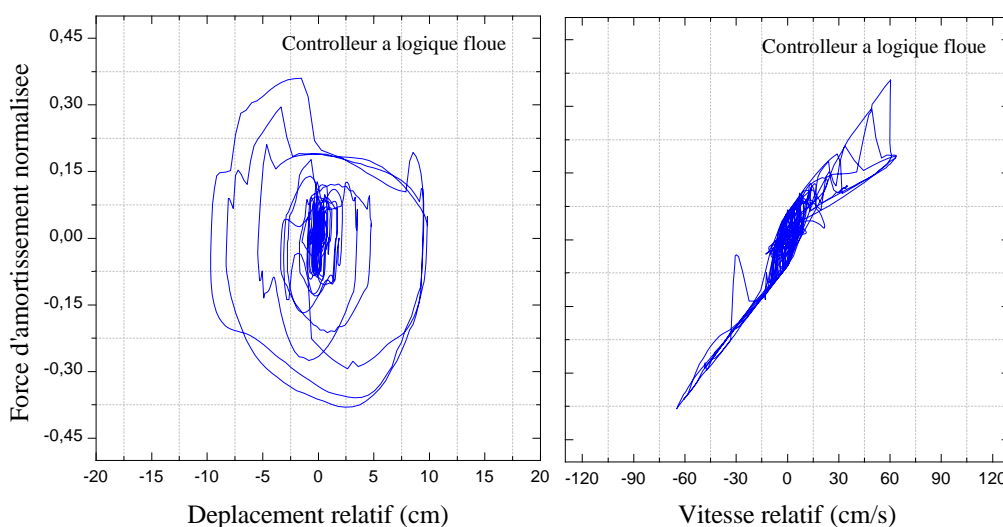 Controlleur a logique floue
0,45
0,30
0,15
0,00
-0,15
-0,30
-0,45
Force d'amortissement normalisee
-20 -15 -10 -5 0 5 10 15 20
Deplacement relatif (cm)
Controlleur a logique floue
-120 -90 -60 -30 0 30 60 90 120
Vitesse relatif (cm/s)